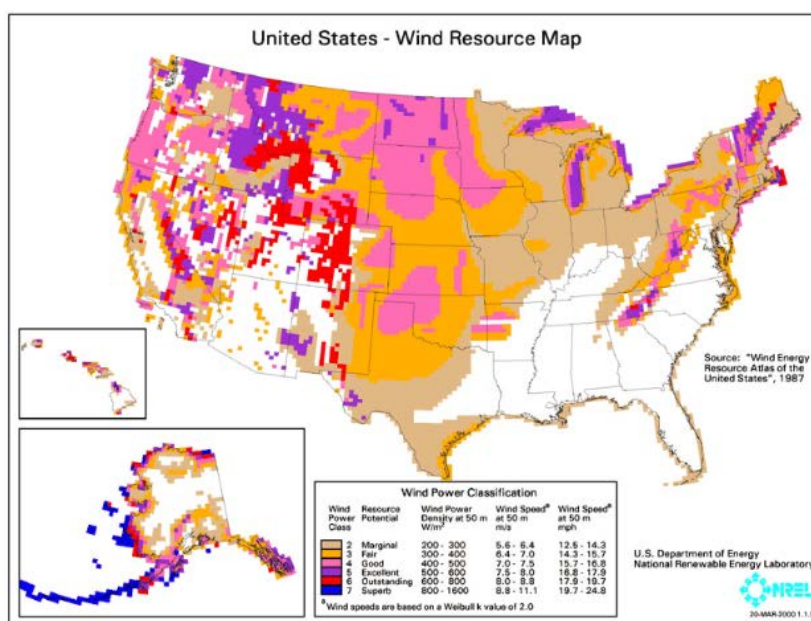 United States - Wind Resource Map
Source: "Wind Energy
Resource Atlas of the
United States", 1987
Wind Power Classification
Wind Power Class Resource Potential Wind Power Density at 50 m W/m² Wind Speedª at 50 m m/s Wind Speedª at 50 m mph
2 Marginal 200 - 300 5.6 - 6.4 12.5 - 14.3
3 Fair 300 - 400 6.4 - 7.0 14.3 - 15.7
4 Good 400 - 500 7.0 - 7.5 15.7 - 16.8
5 Excellent 500 - 600 7.5 - 8.0 16.8 - 17.9
6 Outstanding 600 - 800 8.0 - 8.8 17.9 - 19.7
7 Superb 800 - 1600 8.8 - 11.1 19.7 - 24.8
ª Wind speeds are based on a Weibull k value of 2.0
U.S. Department of Energy
National Renewable Energy Laboratory
NREL